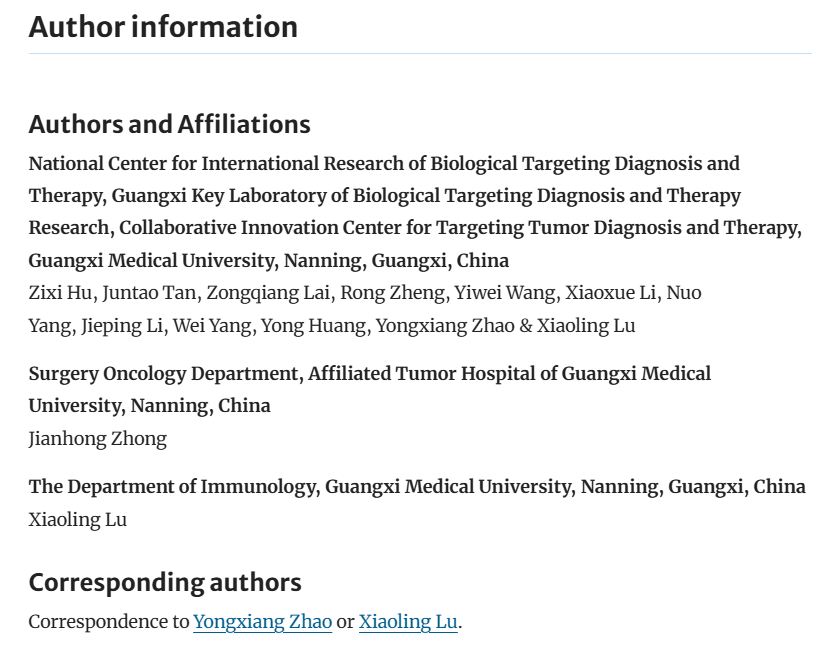 Author information
Authors and Affiliations
National Center for International Research of Biological Targeting Diagnosis and
Therapy, Guangxi Key Laboratory of Biological Targeting Diagnosis and Therapy
Research, Collaborative Innovation Center for Targeting Tumor Diagnosis and Therapy,
Guangxi Medical University, Nanning, Guangxi, China
Zixi Hu, Juntao Tan, Zongqiang Lai, Rong Zheng, Yiwei Wang, Xiaoxue Li, Nuo
Yang, Jieping Li, Wei Yang, Yong Huang, Yongxiang Zhao & Xiaoling Lu
Surgery Oncology Department, Affiliated Tumor Hospital of Guangxi Medical
University, Nanning, China
Jianhong Zhong
The Department of Immunology, Guangxi Medical University, Nanning, Guangxi, China
Xiaoling Lu
Corresponding authors
Correspondence to Yongxiang Zhao or Xiaoling Lu.